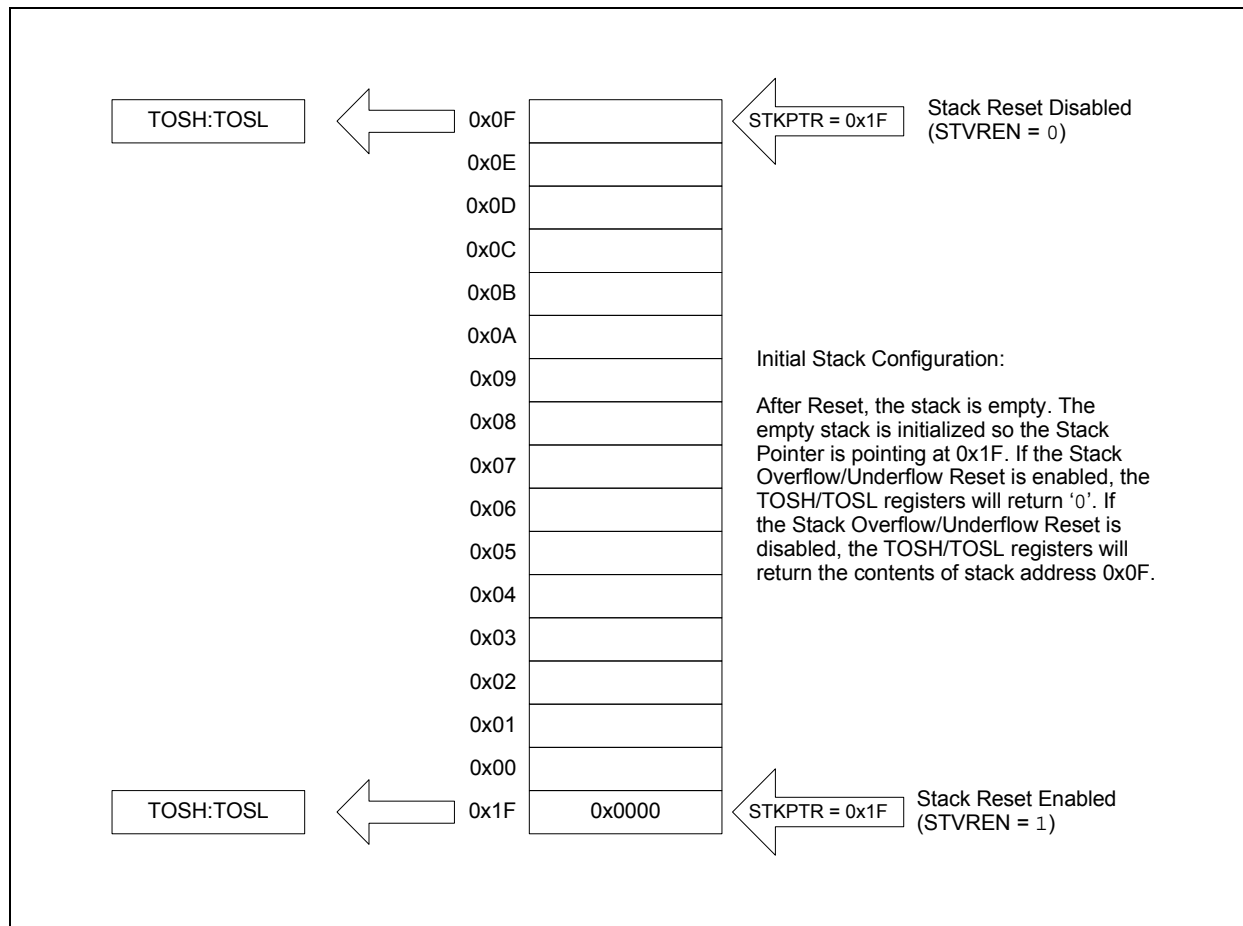 TOSH:TOSL
0x0F
STKPTR = 0x1F
Stack Reset Disabled
(STVREN = 0)
0x0E
0x0D
0x0C
0x0B
0x0A
0x09
0x08
0x07
0x06
0x05
0x04
0x03
0x02
0x01
0x00
Initial Stack Configuration:
After Reset, the stack is empty. The
empty stack is initialized so the Stack
Pointer is pointing at 0x1F. If the Stack
Overflow/Underflow Reset is enabled, the
TOSH/TOSL registers will return ‘0’. If
the Stack Overflow/Underflow Reset is
disabled, the TOSH/TOSL registers will
return the contents of stack address 0x0F.
TOSH:TOSL
0x1F
0x0000
STKPTR = 0x1F
Stack Reset Enabled
(STVREN = 1)